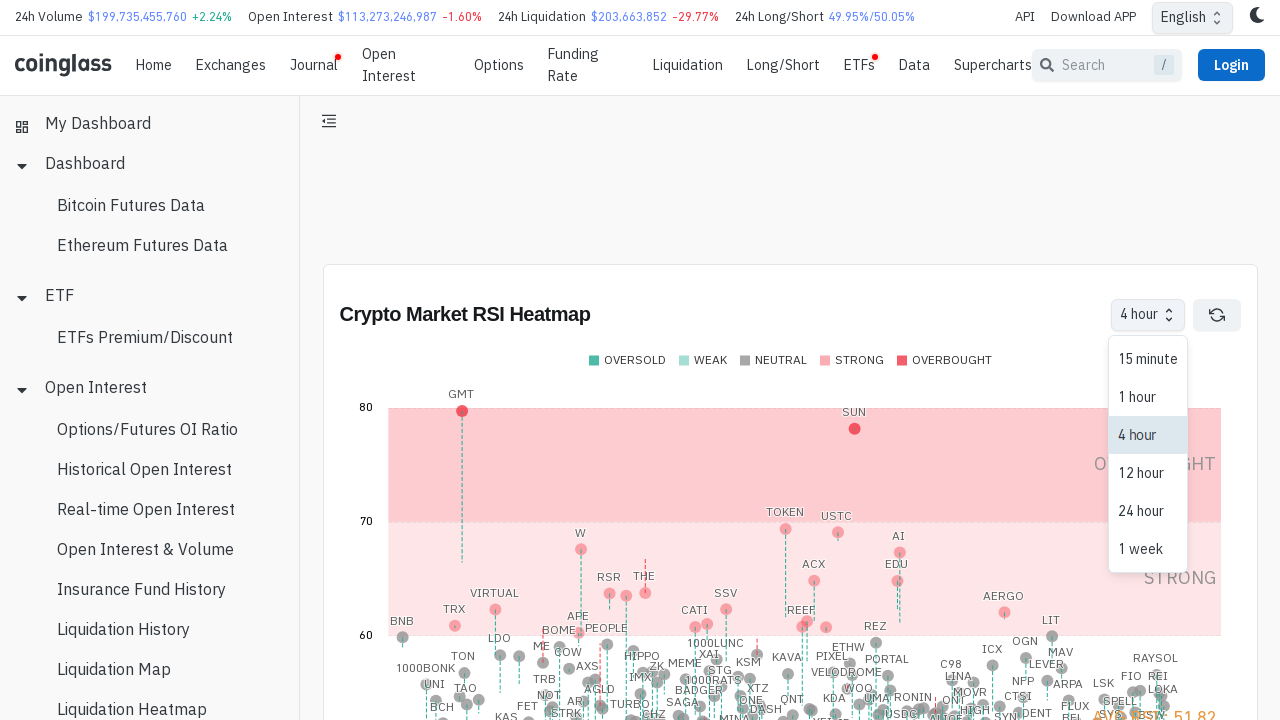 24h Volume $199,735,455,760 +2.24% Open Interest $113,273,246,987 -1.60% 24h Liquidation $203,663,852 -29.77% 24h Long/Short 49.95%/50.05% API Download APP English
coinglass Home Exchanges Journal Open Interest Options Funding Rate Liquidation Long/Short ETFs Data Supercharts Search / Login
My Dashboard
Dashboard
Bitcoin Futures Data
Ethereum Futures Data
ETF
ETFs Premium/Discount
Open Interest
Options/Futures OI Ratio
Historical Open Interest
Real-time Open Interest
Open Interest & Volume
Insurance Fund History
Liquidation History
Liquidation Map
Liquidation Heatmap
Crypto Market RSI Heatmap
4 hour
15 minute
1 hour
4 hour
12 hour
24 hour
1 week
OVERSOLD WEAK NEUTRAL STRONG OVERBOUGHT
GMT
80
SUN
TOKEN USTC
70
W AI
ACX EDU
RSR THE
STRONG
VIRTUAL SSV AERGO
TRX CATI REEF
BNB APE LIT
60
BOME PEOPLE REZ
LDO ME COW 1000LUNC ETHW OGN ICX MAV
TON HIPPO XAI KAVA PIXEL RAYSOL
1000BONK AXS ZK MEME KSM PORTAL C98 LEVER
TRB IMX STG VELODROME LINA FIO REI
UNI TAO AGLD 1000RATS XTZ WOO NFP ARPA LSK LOKA
NOT BADGER ONE QNT KDA UMA RONIN MOVR CTSI
BCH FET TURBO SAGA DYDX FLUX SPELL
KAS STRK CHZ USDC HIGH SYN DENT